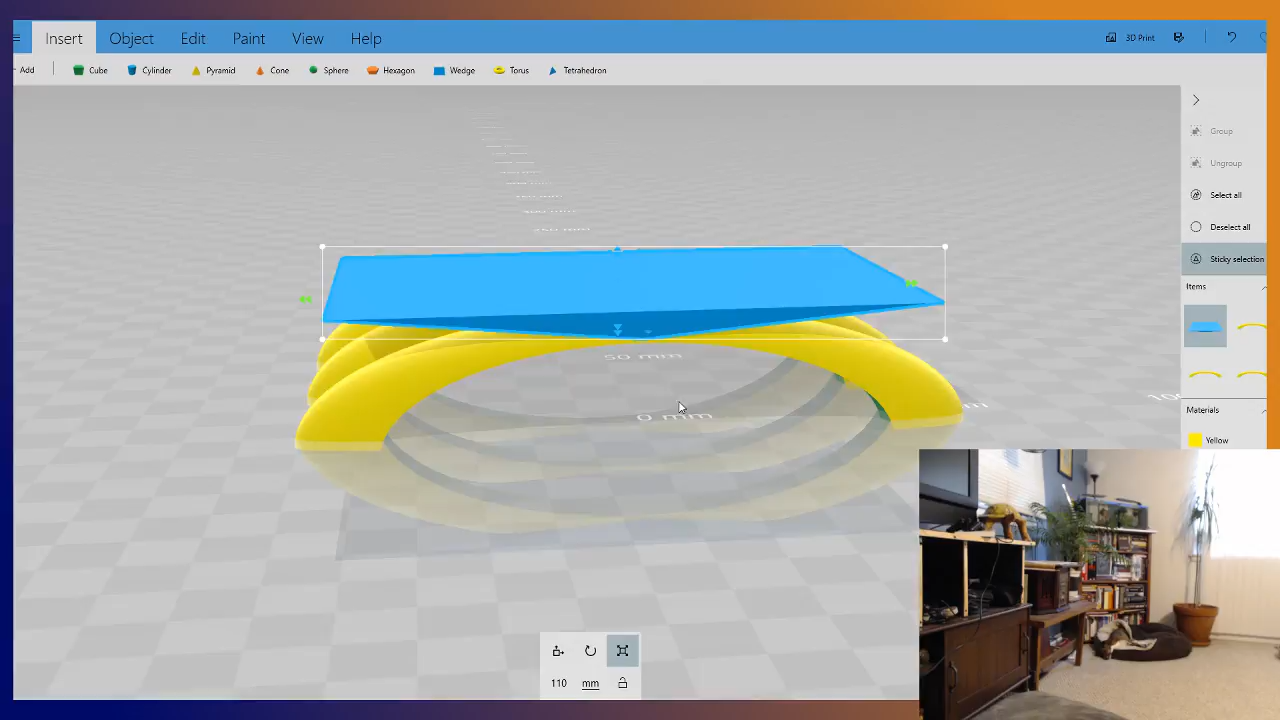 Insert Object Edit Paint View Help 3D Print
Add Cube Cylinder Pyramid Cone Sphere Hexagon Wedge Torus Tetrahedron
Group
Ungroup
Select all
Deselect all
Sticky selection
Items
50 mm
0 mm
Materials
Yellow
110 mm